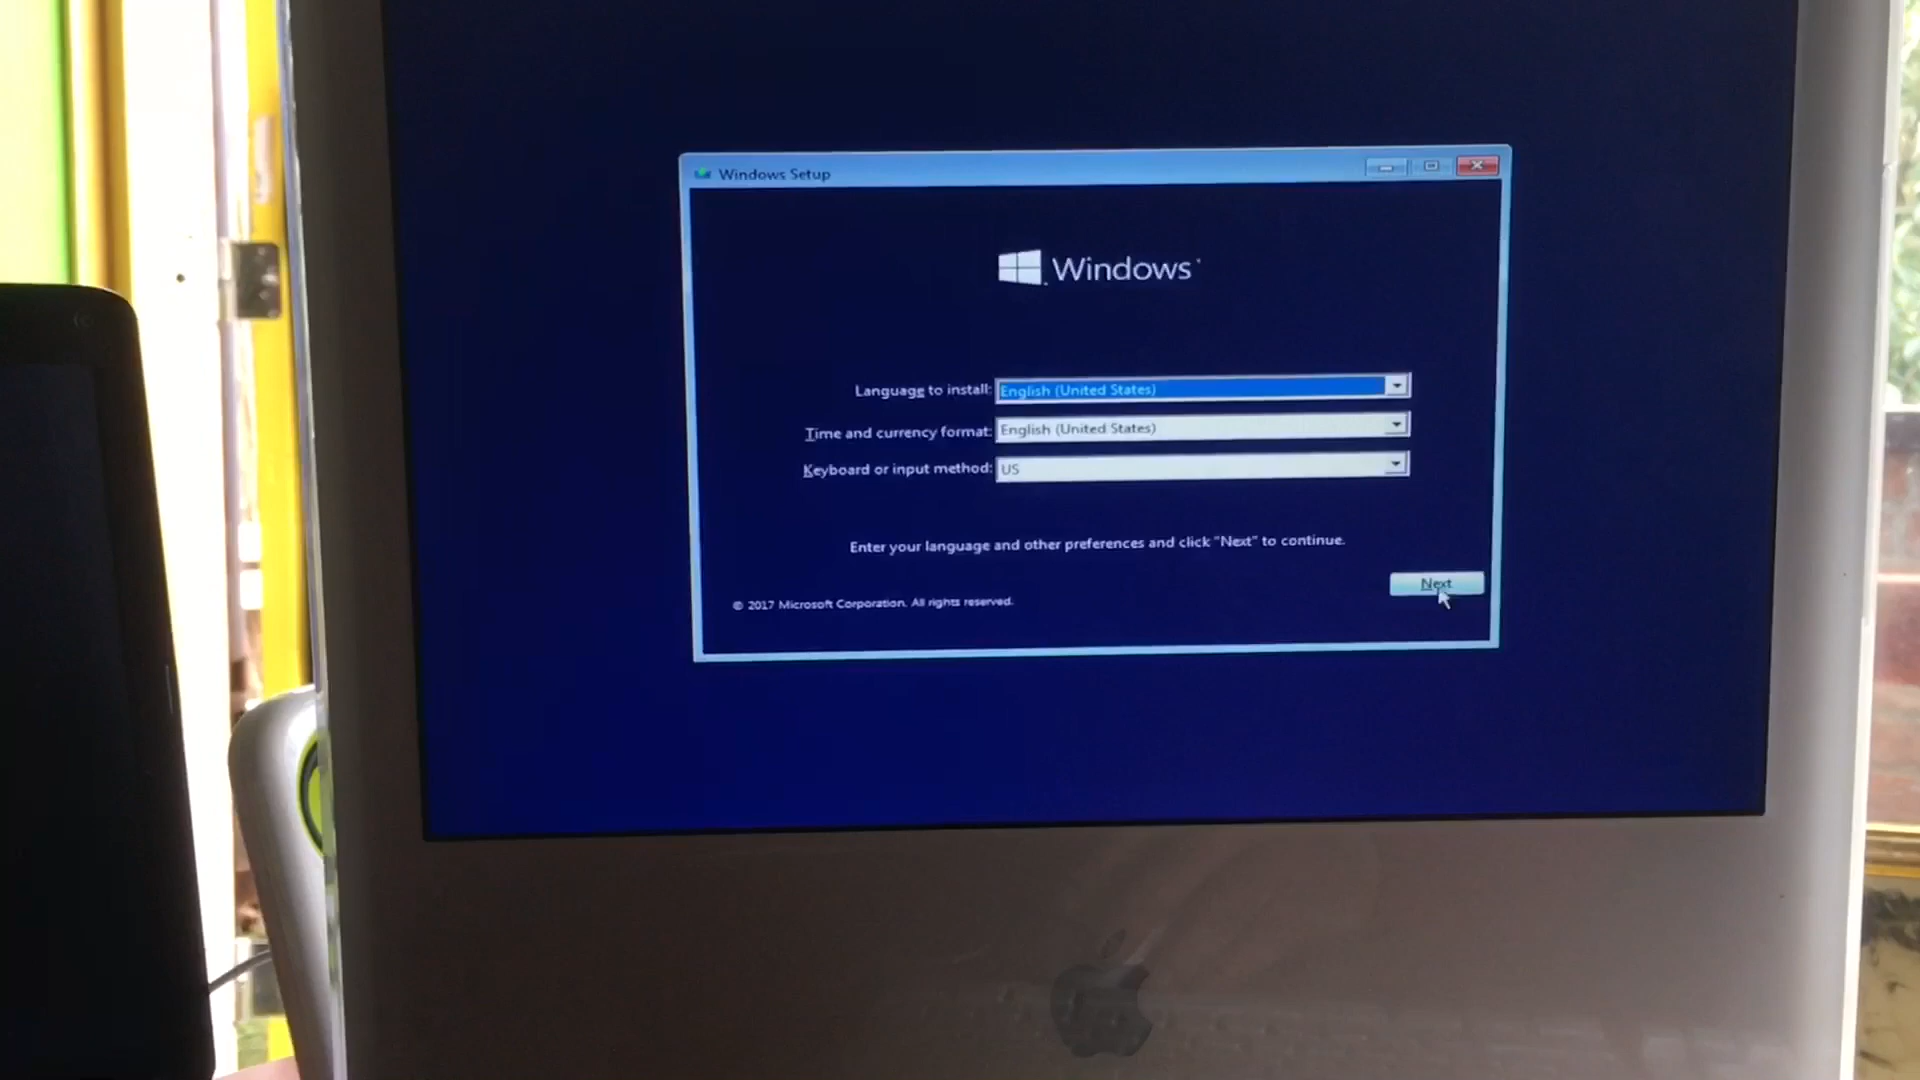 Windows Setup
Windows
Language to install: English (United States)
Time and currency format: English (United States)
Keyboard or input method: US
Enter your language and other preferences and click "Next" to continue.
Next
© 2017 Microsoft Corporation. All rights reserved.